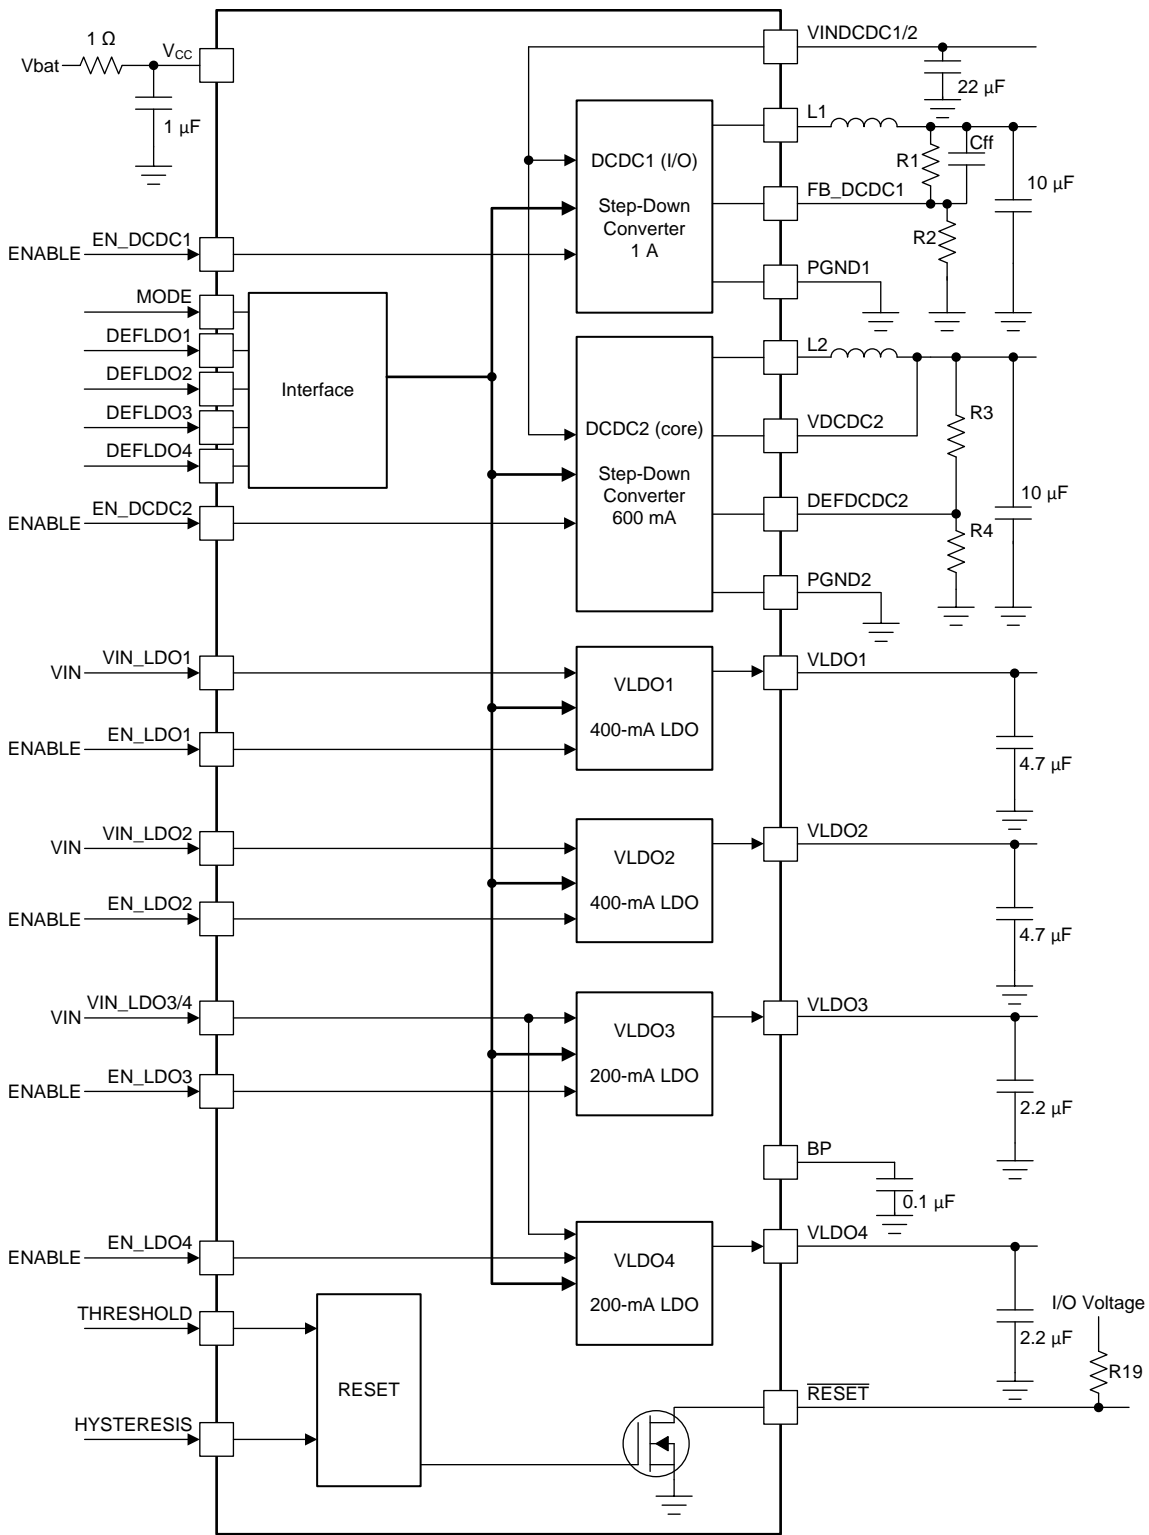 VINDCDC1/2
1 Ω
VCC
Vbat
22 µF
1 µF
L1
Cff
DCDC1 (I/O)
R1
10 µF
FB_DCDC1
Step-Down
Converter
1 A
R2
EN_DCDC1
ENABLE
PGND1
MODE
DEFLDO1
DEFLDO2
DEFLDO3
DEFLDO4
Interface
L2
R3
DCDC2 (core)
VDCDC2
Step-Down
Converter
600 mA
10 µF
DEFDCDC2
EN_DCDC2
ENABLE
R4
PGND2
VIN_LDO1
VIN
VLDO1
VLDO1
400-mA LDO
EN_LDO1
ENABLE
4.7 µF
VIN_LDO2
VIN
VLDO2
VLDO2
400-mA LDO
EN_LDO2
ENABLE
4.7 µF
VIN_LDO3/4
VIN
VLDO3
VLDO3
200-mA LDO
EN_LDO3
ENABLE
2.2 µF
BP
0.1 µF
EN_LDO4
ENABLE
VLDO4
VLDO4
200-mA LDO
THRESHOLD
I/O Voltage
2.2 µF
R19
RESET
RESET
HYSTERESIS